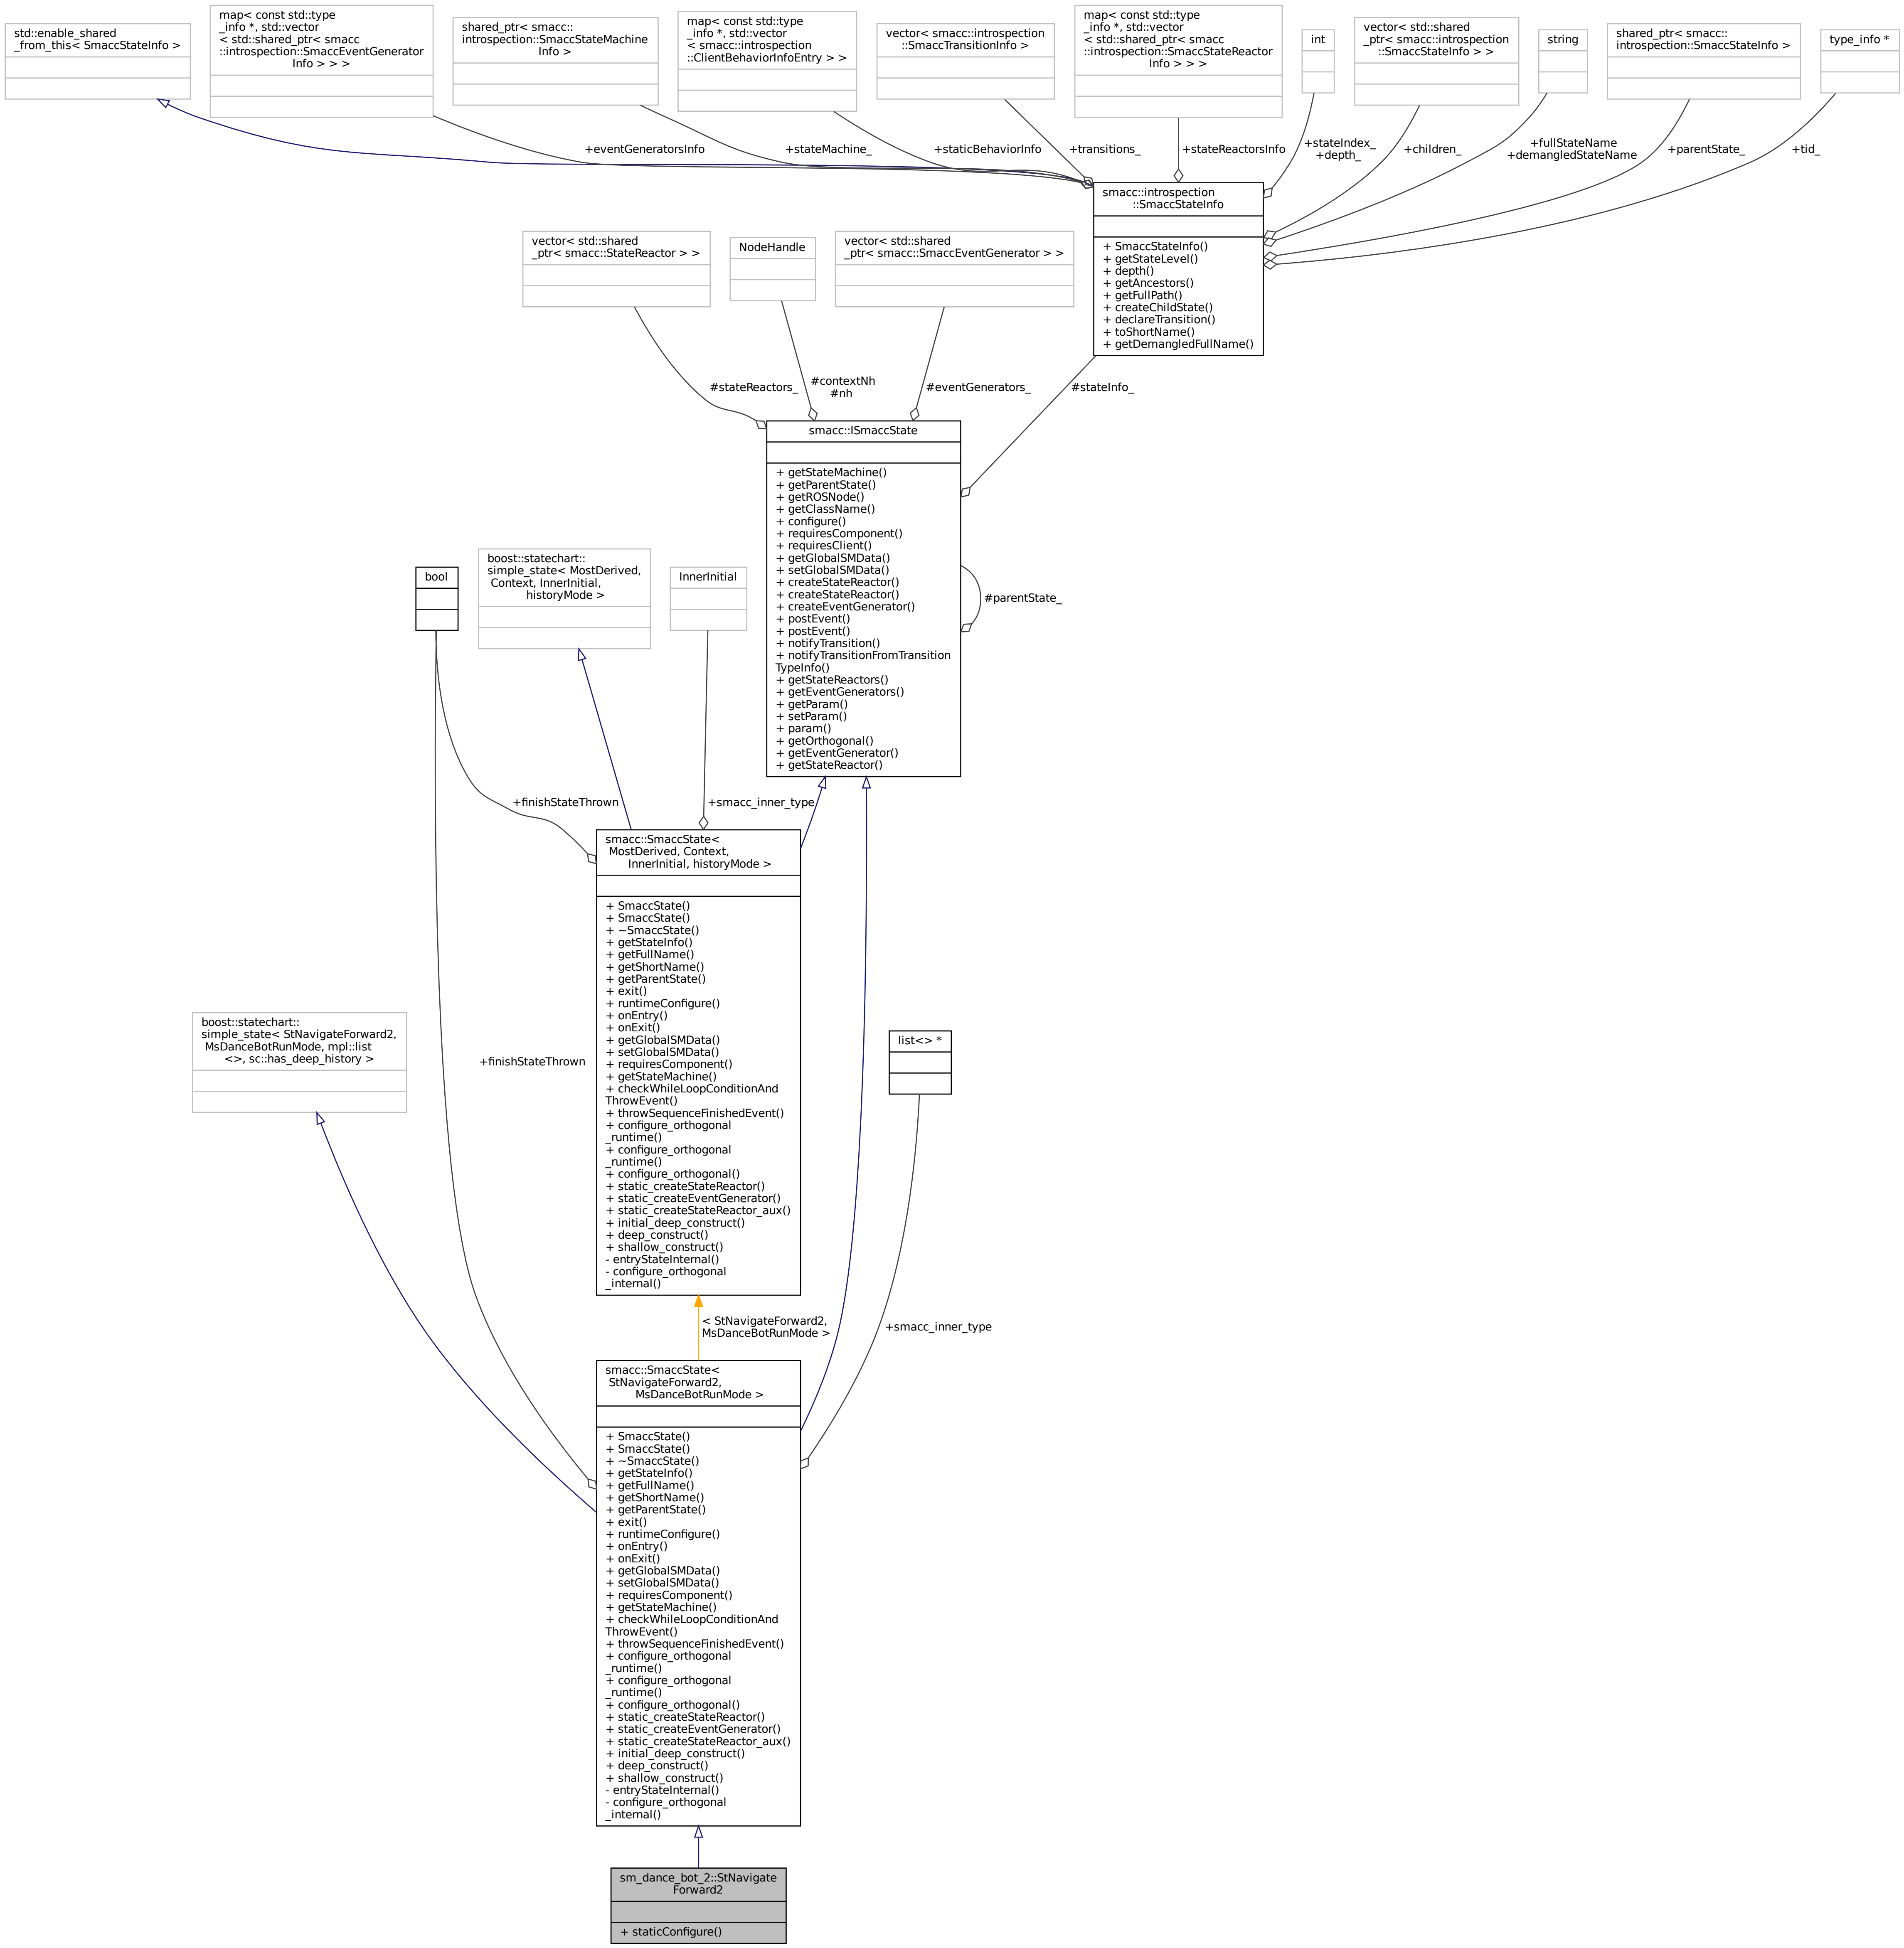 std::enable_shared
_from_this< SmaccStateInfo >
map< const std::type
_info *, std::vector
< std::shared_ptr< smacc
::introspection::SmaccEventGenerator
Info > > >
shared_ptr< smacc::
introspection::SmaccStateMachine
Info >
map< const std::type
_info *, std::vector
< smacc::introspection
::ClientBehaviorInfoEntry > >
vector< smacc::introspection
::SmaccTransitionInfo >
map< const std::type
_info *, std::vector
< std::shared_ptr< smacc
::introspection::SmaccStateReactor
Info > > >
int
vector< std::shared
_ptr< smacc::introspection
::SmaccStateInfo > >
string
shared_ptr< smacc::
introspection::SmaccStateInfo >
type_info *
+eventGeneratorsInfo
+stateMachine_
+staticBehaviorInfo
+transitions_
+stateReactorsInfo
+stateIndex_
+depth_
+children_
+fullStateName
+demangledStateName
+parentState_
+tid_
smacc::introspection
::SmaccStateInfo
+ SmaccStateInfo()
+ getStateLevel()
+ depth()
+ getAncestors()
+ getFullPath()
+ createChildState()
+ declareTransition()
+ toShortName()
+ getDemangledFullName()
vector< std::shared
_ptr< smacc::StateReactor > >
NodeHandle
vector< std::shared
_ptr< smacc::SmaccEventGenerator > >
#stateReactors_
#contextNh
#nh
#eventGenerators_
#stateInfo_
smacc::ISmaccState
+ getStateMachine()
+ getParentState()
+ getROSNode()
+ getClassName()
+ configure()
+ requiresComponent()
+ requiresClient()
+ getGlobalSMData()
+ setGlobalSMData()
+ createStateReactor()
+ createStateReactor()
+ createEventGenerator()
+ postEvent()
+ postEvent()
+ notifyTransition()
+ notifyTransitionFromTransition
TypeInfo()
+ getStateReactors()
+ getEventGenerators()
+ getParam()
+ setParam()
+ param()
+ getOrthogonal()
+ getEventGenerator()
+ getStateReactor()
#parentState_
bool
boost::statechart::
simple_state< MostDerived,
Context, InnerInitial,
historyMode >
InnerInitial
+finishStateThrown
+smacc_inner_type
smacc::SmaccState<
MostDerived, Context,
InnerInitial, historyMode >
+ SmaccState()
+ SmaccState()
+ ~SmaccState()
+ getStateInfo()
+ getFullName()
+ getShortName()
+ getParentState()
+ exit()
+ runtimeConfigure()
+ onEntry()
+ onExit()
+ getGlobalSMData()
+ setGlobalSMData()
+ requiresComponent()
+ getStateMachine()
+ checkWhileLoopConditionAnd
ThrowEvent()
+ throwSequenceFinishedEvent()
+ configure_orthogonal
_runtime()
+ configure_orthogonal
_runtime()
+ configure_orthogonal()
+ static_createStateReactor()
+ static_createEventGenerator()
+ static_createStateReactor_aux()
+ initial_deep_construct()
+ deep_construct()
+ shallow_construct()
- entryStateInternal()
- configure_orthogonal
_internal()
boost::statechart::
simple_state< StNavigateForward2,
MsDanceBotRunMode, mpl::list
<>, sc::has_deep_history >
+finishStateThrown
list<> *
< StNavigateForward2,
MsDanceBotRunMode >
+smacc_inner_type
smacc::SmaccState<
StNavigateForward2,
MsDanceBotRunMode >
+ SmaccState()
+ SmaccState()
+ ~SmaccState()
+ getStateInfo()
+ getFullName()
+ getShortName()
+ getParentState()
+ exit()
+ runtimeConfigure()
+ onEntry()
+ onExit()
+ getGlobalSMData()
+ setGlobalSMData()
+ requiresComponent()
+ getStateMachine()
+ checkWhileLoopConditionAnd
ThrowEvent()
+ throwSequenceFinishedEvent()
+ configure_orthogonal
_runtime()
+ configure_orthogonal
_runtime()
+ configure_orthogonal()
+ static_createStateReactor()
+ static_createEventGenerator()
+ static_createStateReactor_aux()
+ initial_deep_construct()
+ deep_construct()
+ shallow_construct()
- entryStateInternal()
- configure_orthogonal
_internal()
sm_dance_bot_2::StNavigate
Forward2
+ staticConfigure()